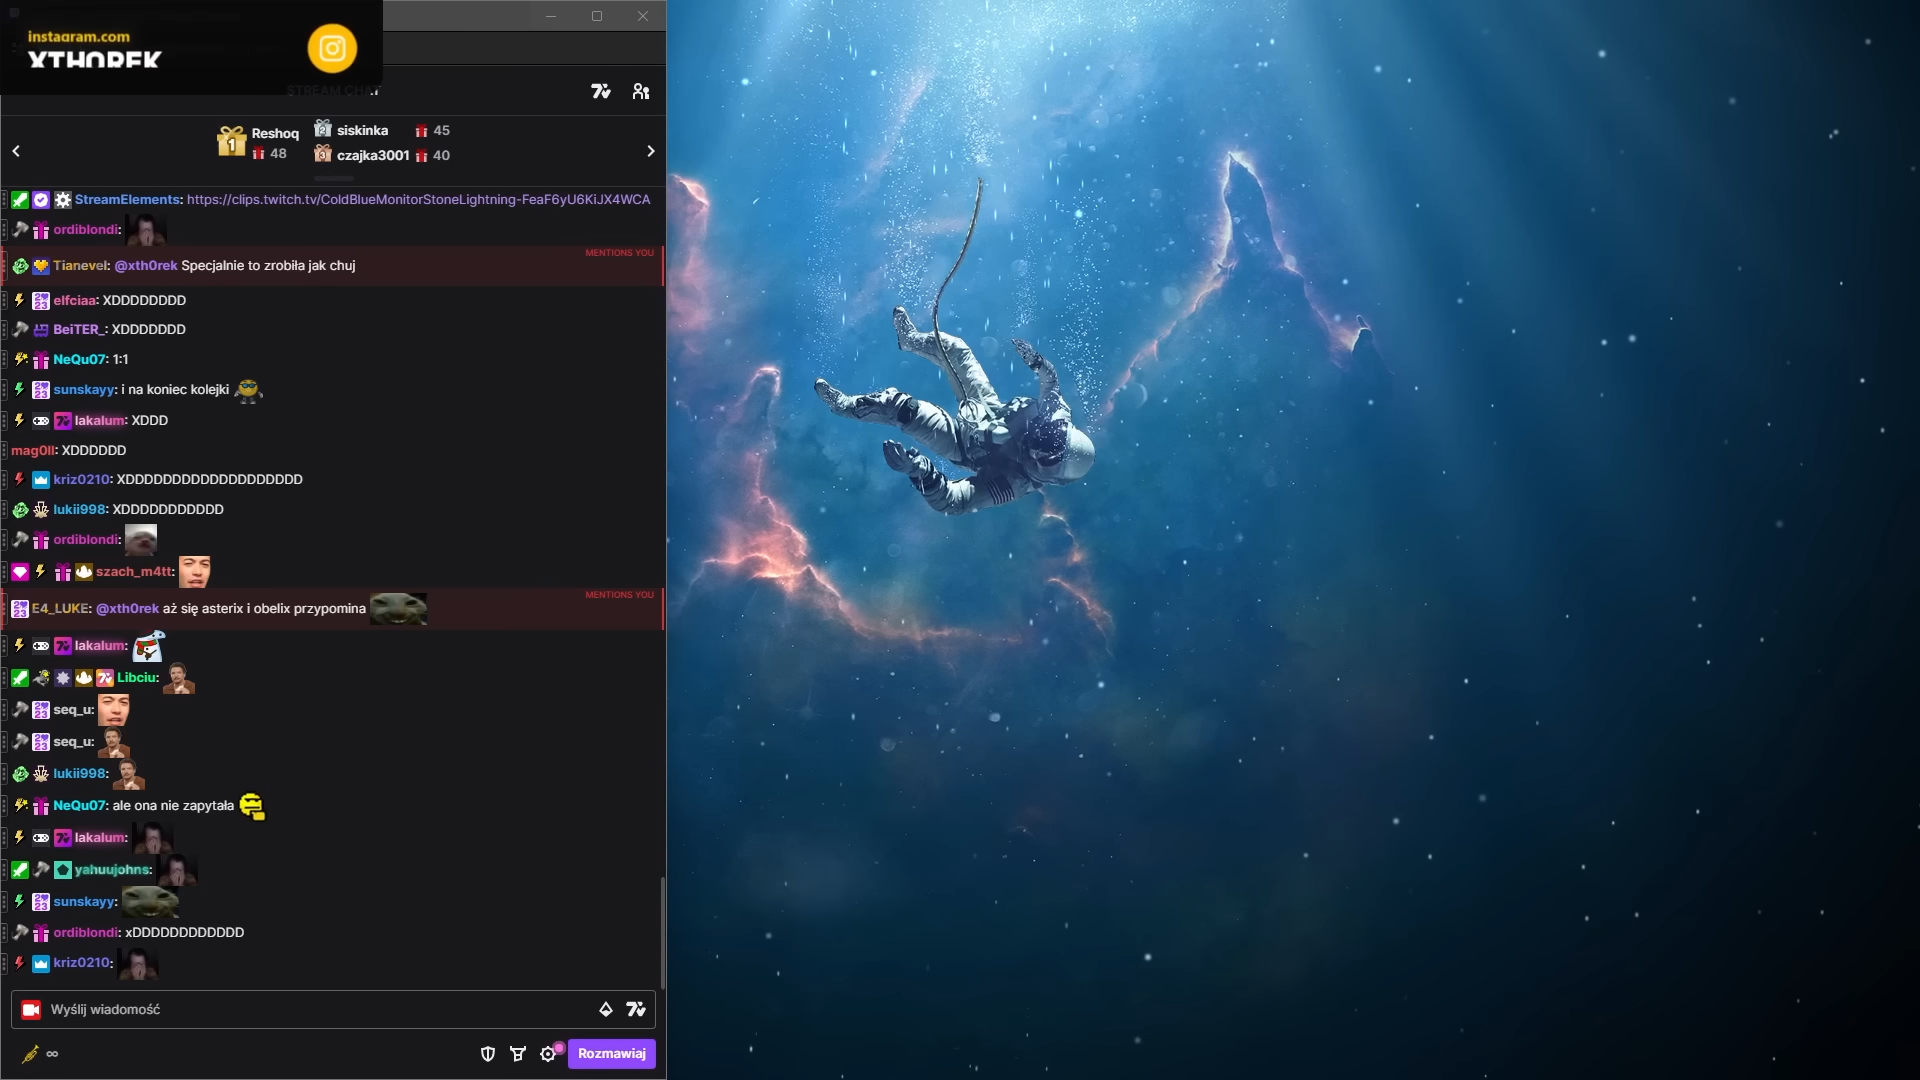 instagram.com
XTHOREK
STREAM CHAT
Reshoq
48
siskinka 45
czajka3001 40
StreamElements: https://clips.twitch.tv/ColdBlueMonitorStoneLightning-FeaF6yU6KiJX4WCA
ordiblondi:
MENTIONS YOU
Tianevel: @xth0rek Specjalnie to zrobiła jak chuj
elfciaa: XDDDDDDDD
BeiTER_: XDDDDDDD
NeQu07: 1:1
sunskayy: i na koniec kolejki
lakalum: XDDD
mag0ll: XDDDDDD
kriz0210: XDDDDDDDDDDDDDDDDDDD
lukii998: XDDDDDDDDDDD
ordiblondi:
szach_m4tt:
MENTIONS YOU
E4_LUKE: @xth0rek aż się asterix i obelix przypomina
lakalum:
Libciu:
seq_u:
seq_u:
lukii998:
NeQu07: ale ona nie zapytała
lakalum:
yahuujohns:
sunskayy:
ordiblondi: xDDDDDDDDDDDD
kriz0210:
Wyślij wiadomość
∞
Rozmawiaj